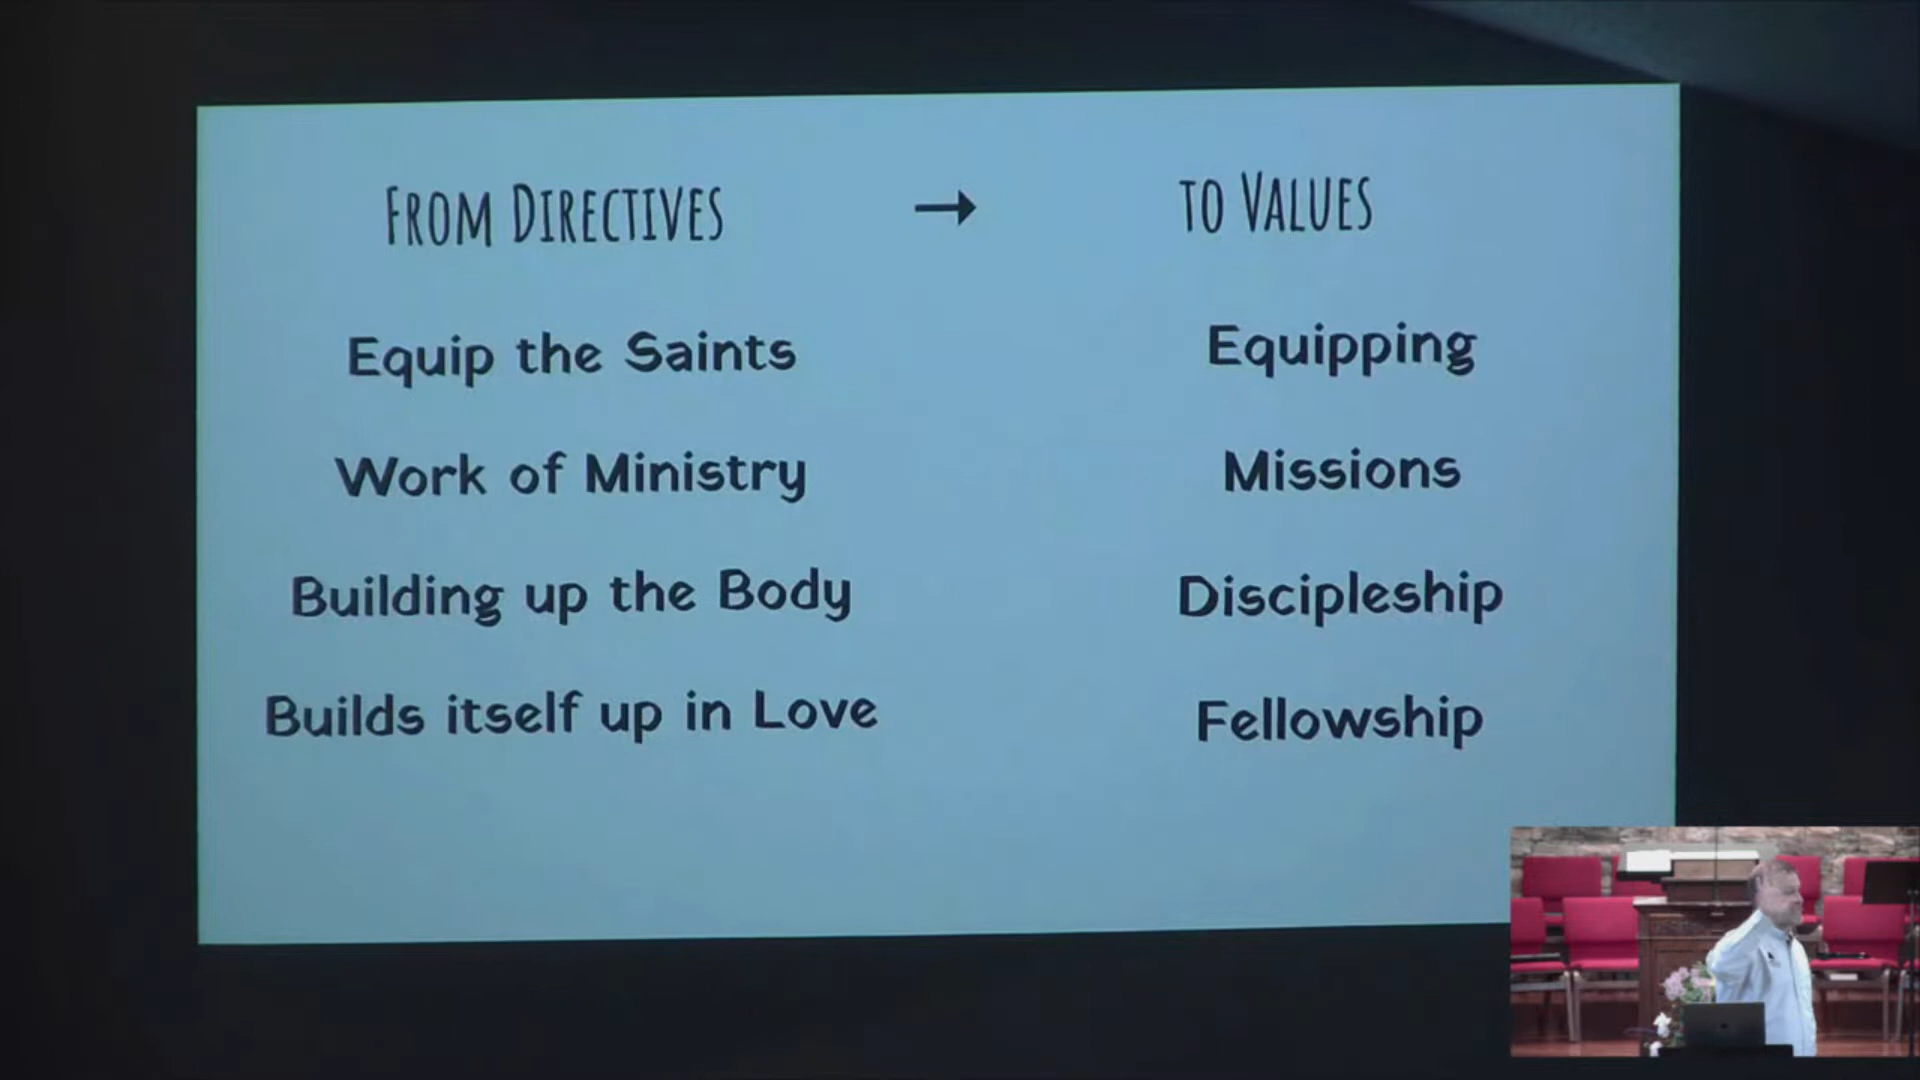 From Directives → to Values
Equip the Saints Equipping
Work of Ministry Missions
Building up the Body Discipleship
Builds itself up in Love Fellowship